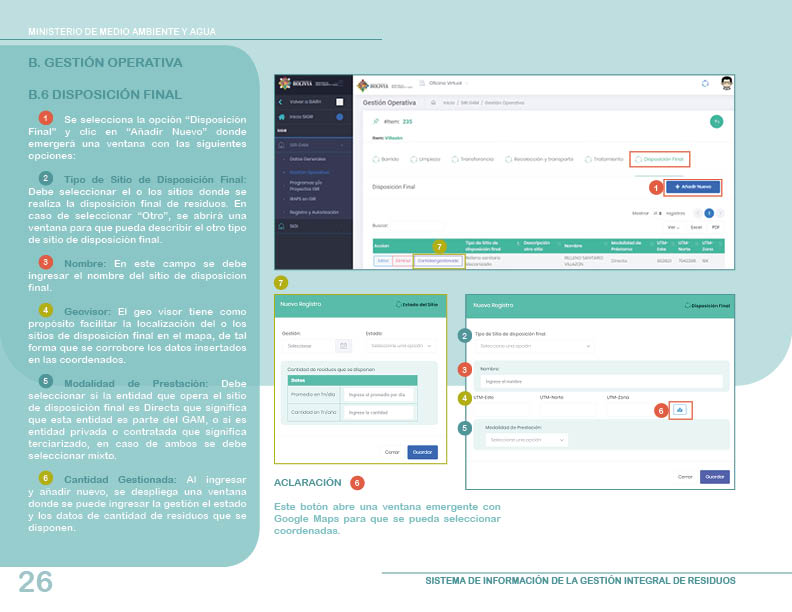 MINISTERIO DE MEDIO AMBIENTE Y AGUA
B. GESTIÓN OPERATIVA
B.6 DISPOSICIÓN FINAL
1 Se selecciona la opción “Disposición
Final” y clic en “Añadir Nuevo” donde
emergerá una ventana con las siguientes
opciones:
2 Tipo de Sitio de Disposición Final:
Debe seleccionar el o los sitios donde se
realiza la disposición final de residuos. En
caso de seleccionar “Otro”, se abrirá una
ventana para que pueda describir el otro tipo
de sitio de disposición final.
3 Nombre: En este campo se debe
ingresar el nombre del sitio de disposicion
final.
4 Geovisor: El geo visor tiene como
propósito facilitar la localización del o los
sitios de disposición final en el mapa, de tal
forma que se corrobore los datos insertados
en las coordenados.
5 Modalidad de Prestación: Debe
seleccionar si la entidad que opera el sitio
de disposición final es Directa que significa
que esta entidad es parte del GAM, o si es
entidad privada o contratada que significa
terciarizado, en caso de ambos se debe
seleccionar mixto.
6 Cantidad Gestionada: Al ingresar
y añadir nuevo, se despliega una ventana
donde se puede ingresar la gestión el estado
y los datos de cantidad de residuos que se
disponen.
BOLIVIA
Volver a SIARH
Inicio SIGIR
SIR GAM
Datos Generales
Gestión Operativa
Programas y/o
Proyectos GIR
IBAPS en GIR
Registro y Autorización
SIGI
BOLIVIA
Oficina Virtual
Gestión Operativa
Inicio / SIR GAM / Gestión Operativa
#Item: 235
Item: Villazón
Barrido
Limpieza
Transferencia
Recolección y transporte
Tratamiento
Disposición Final
Disposición Final
1
+ Añadir Nuevo
Buscar:
Ver
Excel
PDF
7
Accion
Tipo de Sitio de
disposición final
Descripción
otro sitio
Nombre
Modalidad de
Préstamo
UTM-
Este
UTM-
Norte
UTM-
Zona
Editar
Eliminar
Cantidad gestionada
Relleno sanitario
Mecanizado
RELLENO SANITARIO
VILLAZON
Directa
7
Nuevo Registro
Estado del Sitio
Gestión:
Estado:
Seleccione
Seleccione una opción
Cantidad de residuos que se disponen
Datos
Promedio en Tn/día
Ingrese el promedio por día
Cantidad en Tn/año
Ingrese la cantidad
Cerrar
Guardar
Nuevo Registro
Disposición Final
2 Tipo de Sitio de disposición final:
Seleccione una opción
3 Nombre:
Ingrese el nombre
4 UTM-Este
UTM-Norte
UTM-Zona
6
5 Modalidad de Prestación:
Seleccione una opción
Cerrar
Guardar
ACLARACIÓN 6
Este botón abre una ventana emergente con
Google Maps para que se pueda seleccionar
coordenadas.
26
SISTEMA DE INFORMACIÓN DE LA GESTIÓN INTEGRAL DE RESIDUOS